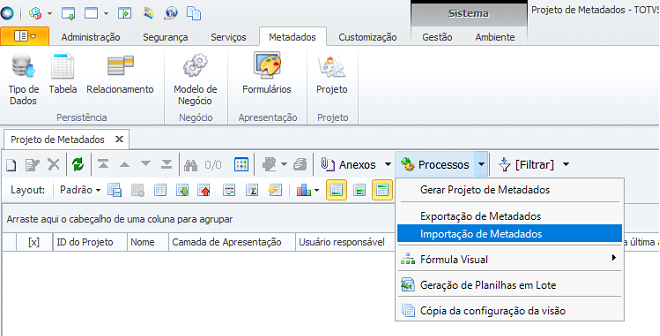 Sistema
Projeto de Metadados - TOTVS
Administração Segurança Serviços Metadados Customização Gestão Ambiente
Tipo de Dados Tabela Relacionamento Modelo de Negócio Formulários Projeto
Persistência Negócio Apresentação Projeto
Projeto de Metadados
0/0 Anexos Processos [Filtrar]
Layout: Padrão
Gerar Projeto de Metadados
Arraste aqui o cabeçalho de uma coluna para agrupar
Exportação de Metadados
Importação de Metadados
[x] ID do Projeto Nome Camada de Apresentação Usuário responsável a última a
Fórmula Visual
Geração de Planilhas em Lote
Cópia da configuração da visão